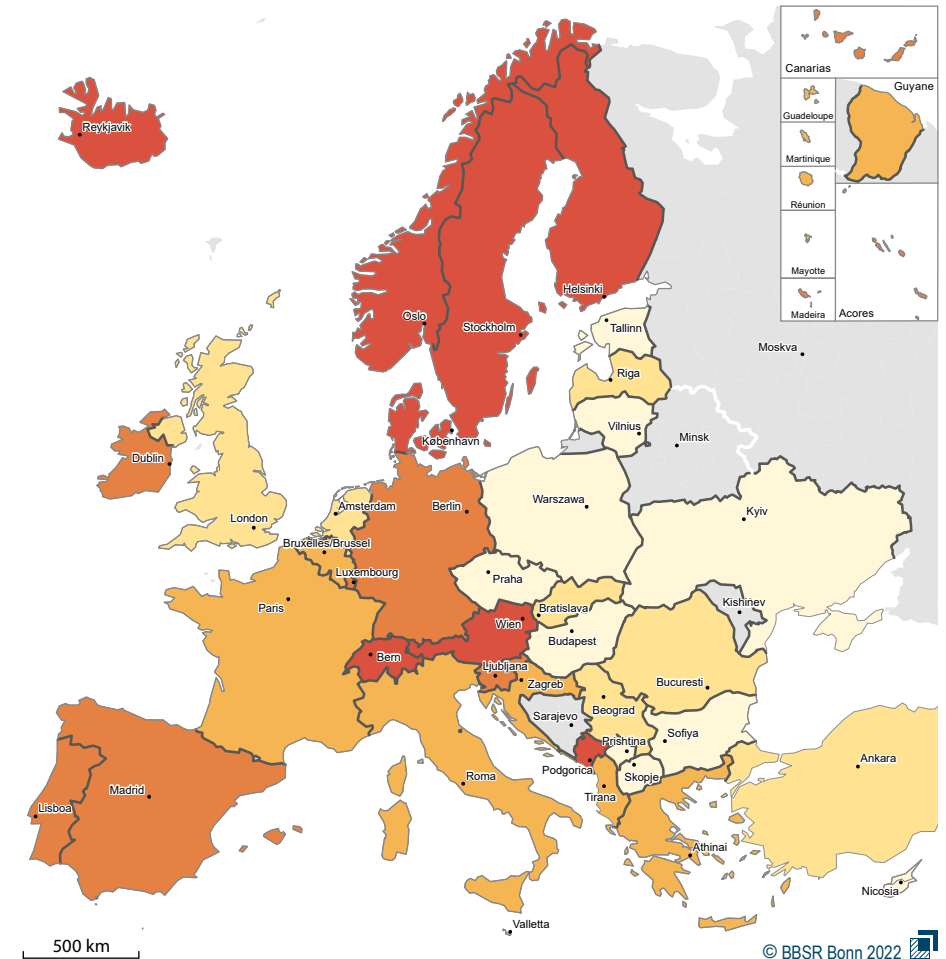 Canarias
Guyane
Guadeloupe
Martinique
Réunion
Mayotte
Madeira
Acores
Reykjavik
Helsinki
Oslo
Stockholm
Tallinn
Moskva
Riga
Vilnius
Minsk
København
Dublin
Warszawa
Amsterdam
Berlin
London
Kyiv
Bruxelles/Brussel
Luxembourg
Praha
Paris
Kishinev
Bratislava
Wien
Budapest
Bern
Ljubljana
Zagreb
Bucuresti
Beograd
Sarajevo
Sofiya
Prishtina
Podgorica
Skopje
Ankara
Roma
Madrid
Tirana
Lisboa
Athinai
Nicosia
Valletta
500 km
© BBSR Bonn 2022